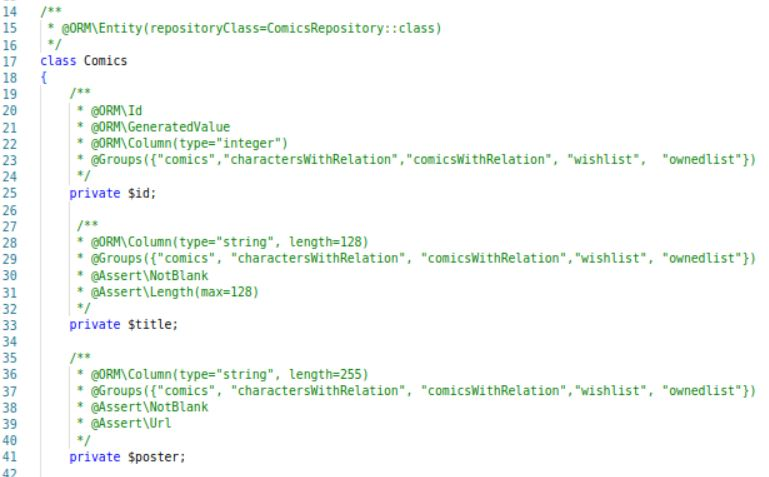 14 /**
15  * @ORM\Entity(repositoryClass=ComicsRepository::class)
16  */
17 class Comics
18 {
19     /**
20      * @ORM\Id
21      * @ORM\GeneratedValue
22      * @ORM\Column(type="integer")
23      * @Groups({"comics","charactersWithRelation","comicsWithRelation", "wishlist",  "ownedlist"})
24      */
25     private $id;
26
27      /**
28      * @ORM\Column(type="string", length=128)
29      * @Groups({"comics", "charactersWithRelation", "comicsWithRelation","wishlist", "ownedlist"})
30      * @Assert\NotBlank
31      * @Assert\Length(max=128)
32      */
33     private $title;
34
35     /**
36      * @ORM\Column(type="string", length=255)
37      * @Groups({"comics", "charactersWithRelation", "comicsWithRelation","wishlist", "ownedlist"})
38      * @Assert\NotBlank
39      * @Assert\Url
40      */
41     private $poster;
42